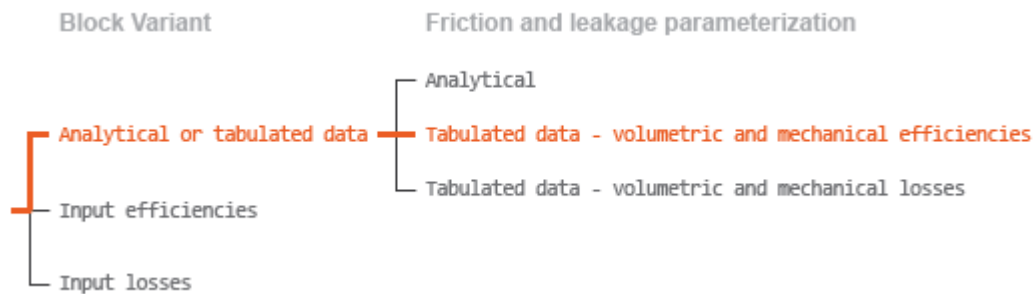 Block Variant Friction and leakage parameterization
Analytical
Analytical or tabulated data Tabulated data - volumetric and mechanical efficiencies
Tabulated data - volumetric and mechanical losses
Input efficiencies
Input losses